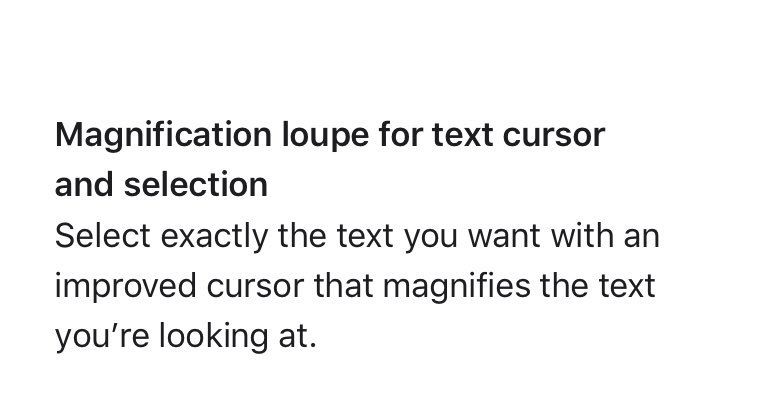 Magnification loupe for text cursor
and selection
Select exactly the text you want with an
improved cursor that magnifies the text
you’re looking at.